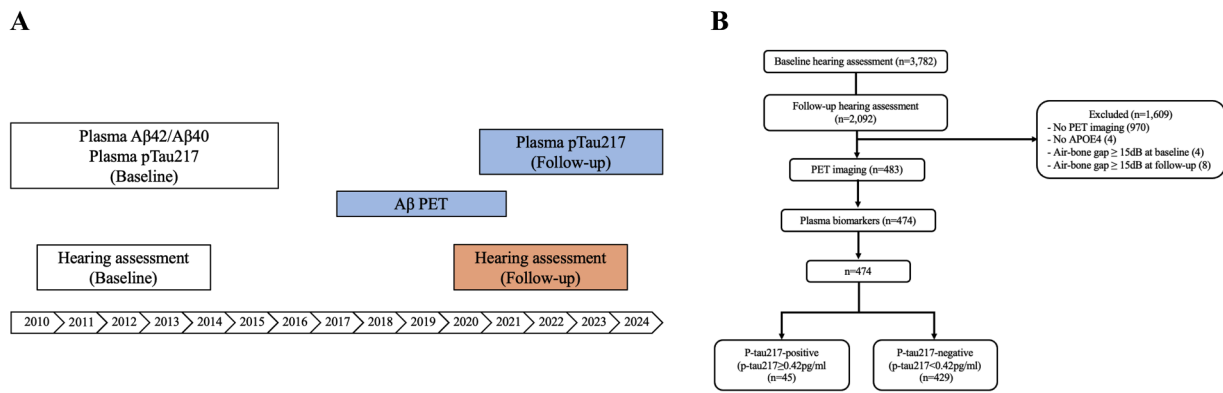 A
Plasma Aβ42/Aβ40
Plasma pTau217
(Baseline)
Plasma pTau217
(Follow-up)
Aβ PET
Hearing assessment
(Baseline)
Hearing assessment
(Follow-up)
2010 2011 2012 2013 2014 2015 2016 2017 2018 2019 2020 2021 2022 2023 2024
B
Baseline hearing assessment (n=3,782)
Follow-up hearing assessment
(n=2,092)
Excluded (n=1,609)
- No PET imaging (970)
- No APOE4 (4)
- Air-bone gap ≥ 15dB at baseline (4)
- Air-bone gap ≥ 15dB at follow-up (8)
PET imaging (n=483)
Plasma biomarkers (n=474)
n=474
P-tau217-positive
(p-tau217≥0.42pg/ml
(n=45)
P-tau217-negative
(p-tau217<0.42pg/ml)
(n=429)